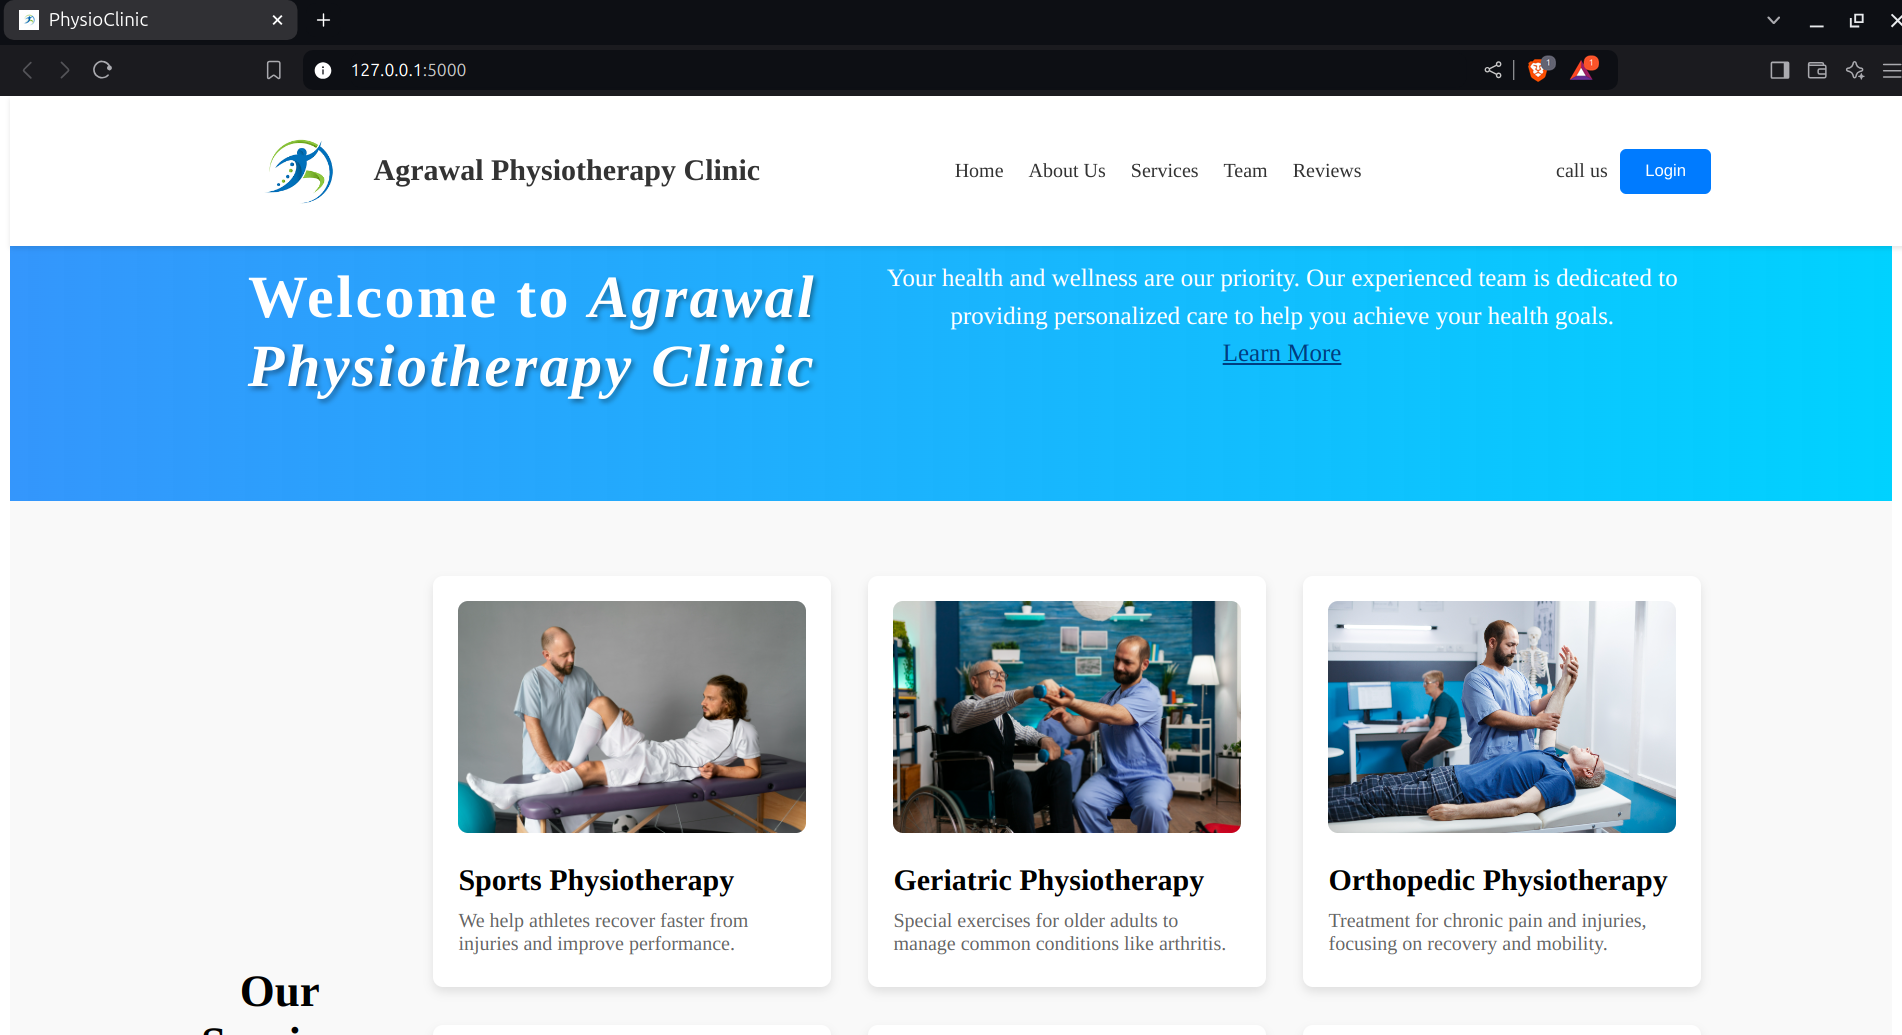 PhysioClinic
127.0.0.1:5000
1
1
Agrawal Physiotherapy Clinic
Home
About Us
Services
Team
Reviews
call us
Login
Welcome to Agrawal
Physiotherapy Clinic
Your health and wellness are our priority. Our experienced team is dedicated to
providing personalized care to help you achieve your health goals.
Learn More
Sports Physiotherapy
We help athletes recover faster from
injuries and improve performance.
Geriatric Physiotherapy
Special exercises for older adults to
manage common conditions like arthritis.
Orthopedic Physiotherapy
Treatment for chronic pain and injuries,
focusing on recovery and mobility.
Our